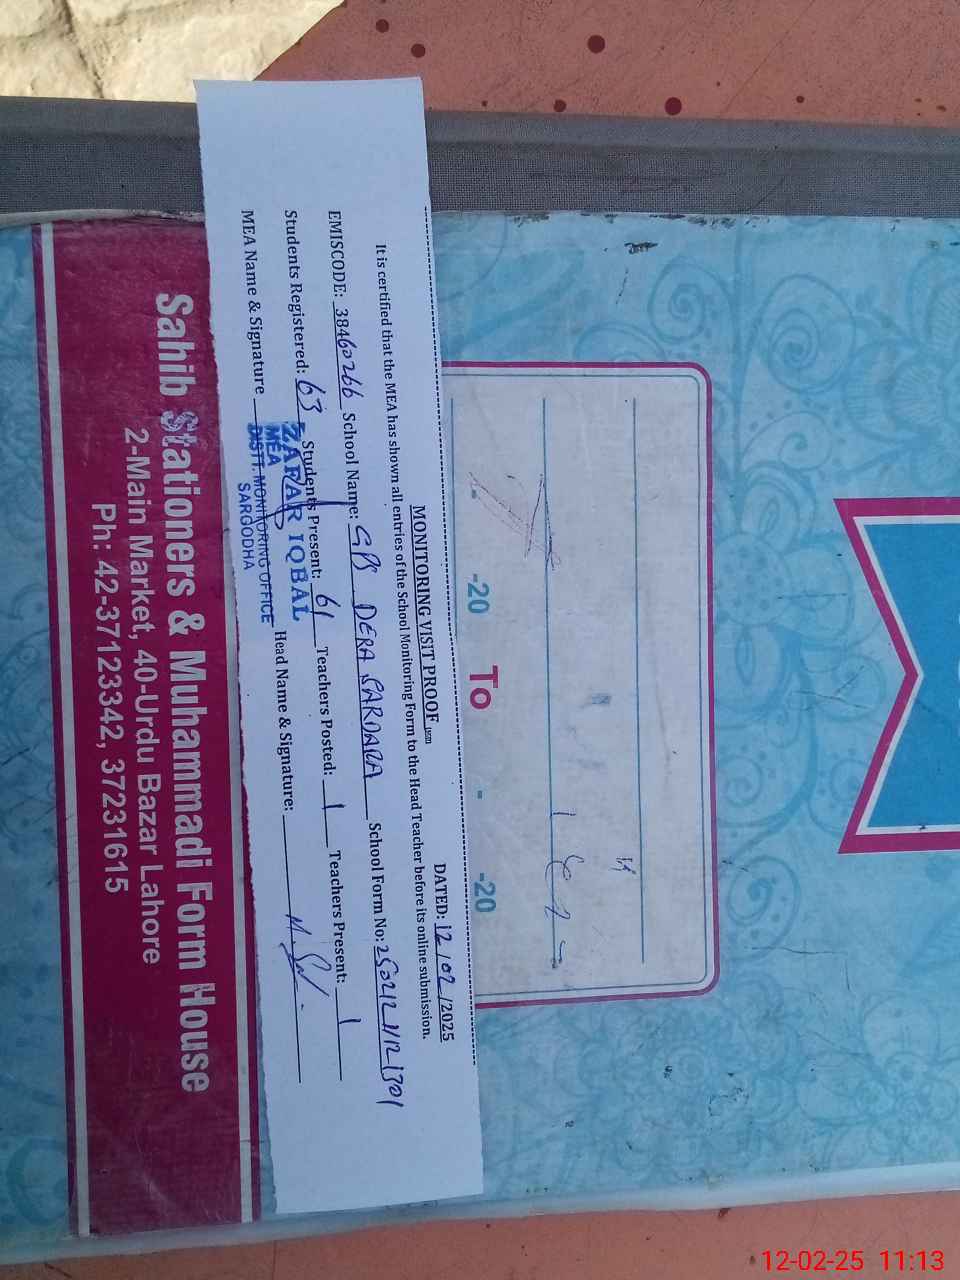 MONITORING VISIT PROOF
DATED: 12/02/2025
It is certified that the MEA has shown all entries of the School Monitoring Form to the Head Teacher before its online submission.
EMISCODE: 38460266 School Name: GPS DERA SARDARA School Form No:
Students Registered: 63 Students Present: 61 Teachers Posted: 1 Teachers Present: 1
MEA Name & Signature Head Name & Signature:
ZARAR IQBAL
MEA
DISTT. MONITORING OFFICE
SARGODHA
-20 To - -20
Sahib Stationers & Muhammadi Form House
2-Main Market, 40-Urdu Bazar Lahore
Ph: 42-37123342, 37231615
12-02-25 11:13